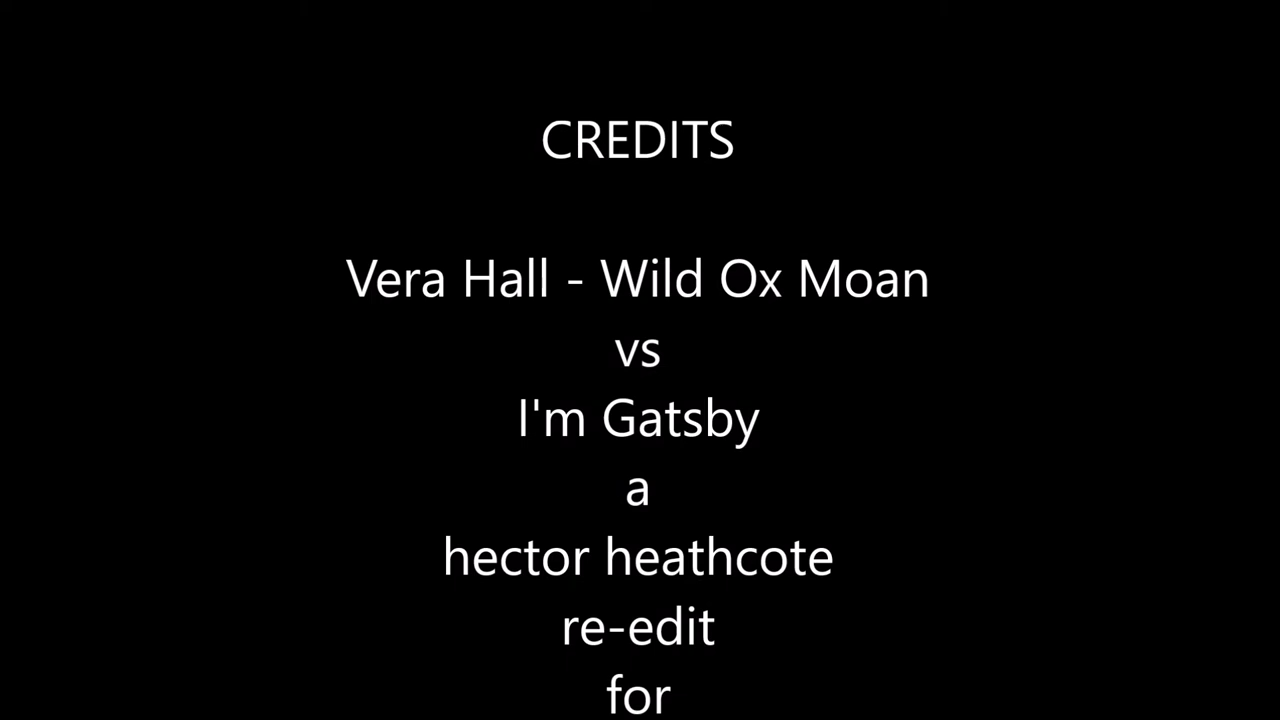 CREDITS
Vera Hall - Wild Ox Moan
vs
I'm Gatsby
a
hector heathcote
re-edit
for